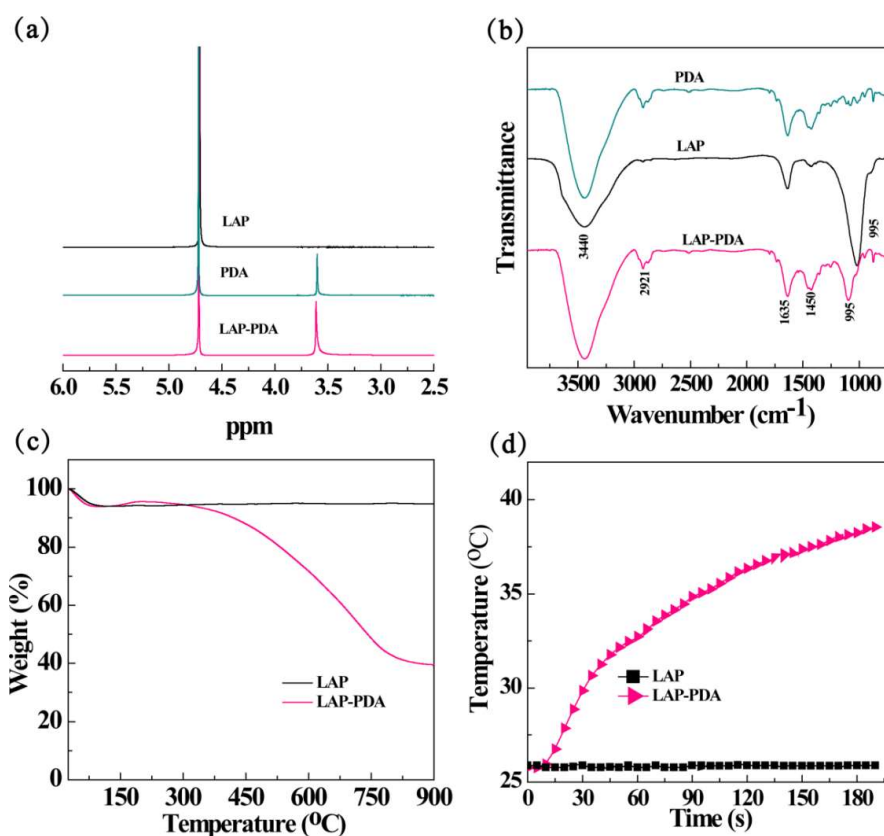 (a)
LAP
PDA
LAP-PDA
6.0 5.5 5.0 4.5 4.0 3.5 3.0 2.5
ppm
(b)
Transmittance
PDA
LAP
LAP-PDA
3440
2921
1635
1450
995
995
3500 3000 2500 2000 1500 1000
Wavenumber (cm-1)
(c)
Weight (%)
100
80
60
40
20
0
LAP
LAP-PDA
150 300 450 600 750 900
Temperature (OC)
(d)
Temperature (OC)
40
35
30
25
LAP
LAP-PDA
0 30 60 90 120 150 180
Time (s)